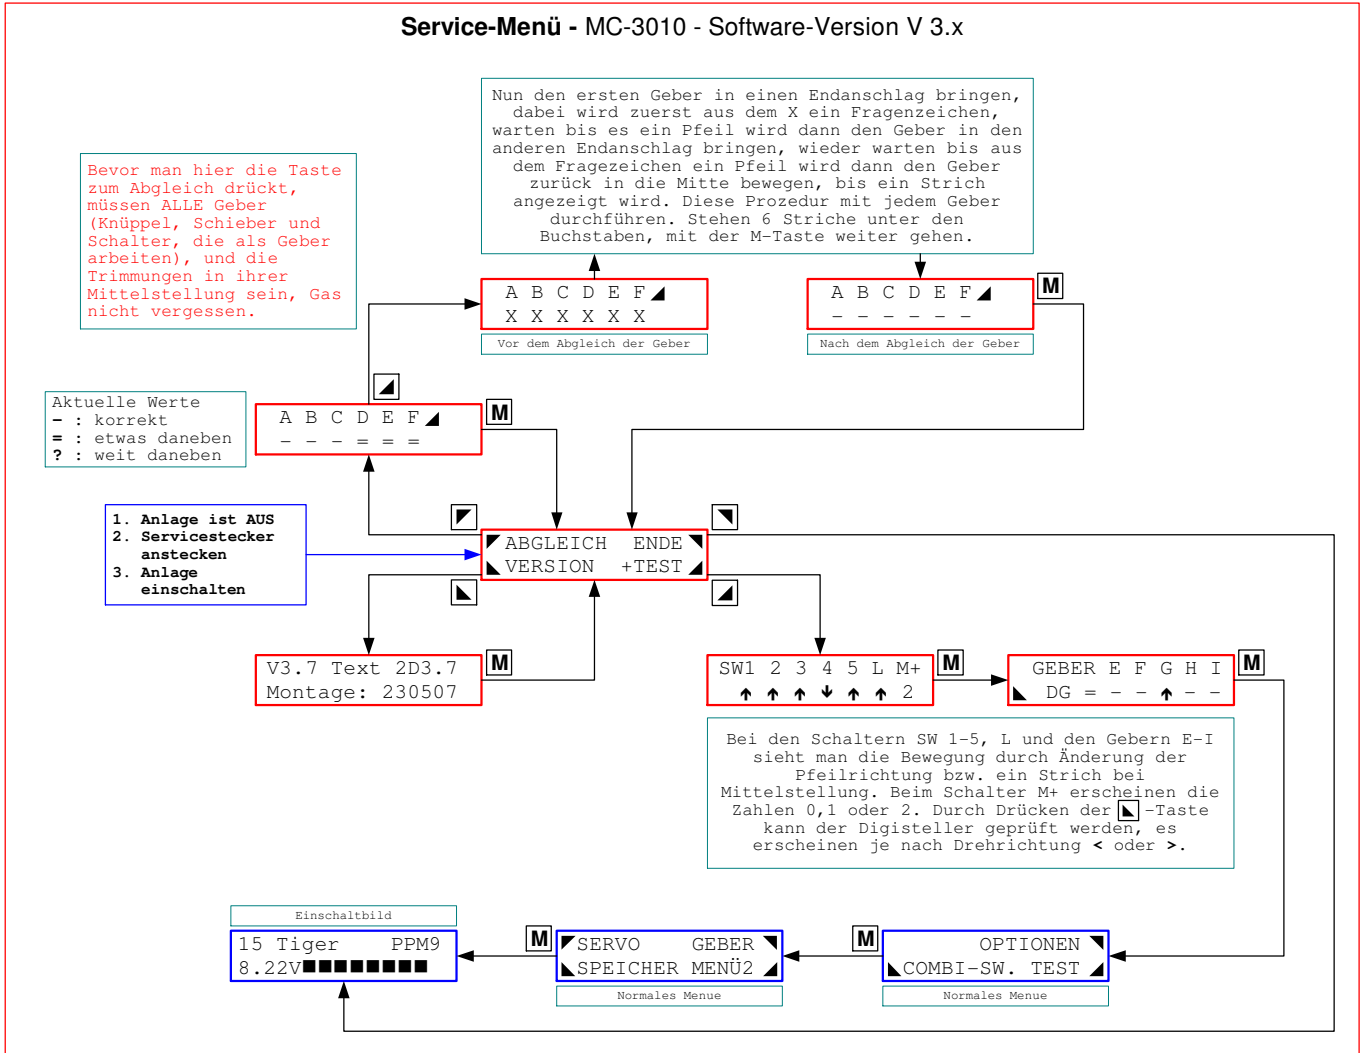 Service-Menü - MC-3010 - Software-Version V 3.x
Nun den ersten Geber in einen Endanschlag bringen,
dabei wird zuerst aus dem X ein Fragenzeichen,
warten bis es ein Pfeil wird dann den Geber in den
anderen Endanschlag bringen, wieder warten bis aus
dem Fragezeichen ein Pfeil wird dann den Geber
zurück in die Mitte bewegen, bis ein Strich
angezeigt wird. Diese Prozedur mit jedem Geber
durchführen. Stehen 6 Striche unter den
Buchstaben, mit der M-Taste weiter gehen.
Bevor man hier die Taste
zum Abgleich drückt,
müssen ALLE Geber
(Knüppel, Schieber und
Schalter, die als Geber
arbeiten), und die
Trimmungen in ihrer
Mittelstellung sein, Gas
nicht vergessen.
A B C D E F◢
X X X X X X
Vor dem Abgleich der Geber
A B C D E F◢
– – – – – –
M
Nach dem Abgleich der Geber
◢
Aktuelle Werte
– : korrekt
= : etwas daneben
? : weit daneben
A B C D E F◢
– – – = = =
M
1. Anlage ist AUS
2. Servicestecker
anstecken
3. Anlage
einschalten
◤
◥
◤ABGLEICH ENDE◥
◣VERSION +TEST◢
◣
◢
V3.7 Text 2D3.7
Montage: 230507
M
SW1 2 3 4 5 L M+
↑ ↑ ↑ ↓ ↑ ↑ 2
M
GEBER E F G H I
◣ DG = – – ↑ – –
M
Bei den Schaltern SW 1-5, L und den Gebern E-I
sieht man die Bewegung durch Änderung der
Pfeilrichtung bzw. ein Strich bei
Mittelstellung. Beim Schalter M+ erscheinen die
Zahlen 0,1 oder 2. Durch Drücken der ◣ -Taste
kann der Digisteller geprüft werden, es
erscheinen je nach Drehrichtung < oder >.
Einschaltbild
15 Tiger PPM9
8.22V■■■■■■■■
M
◤SERVO GEBER◥
◣SPEICHER MENÜ2◢
Normales Menue
M
OPTIONEN◥
◣COMBI-SW. TEST◢
Normales Menue